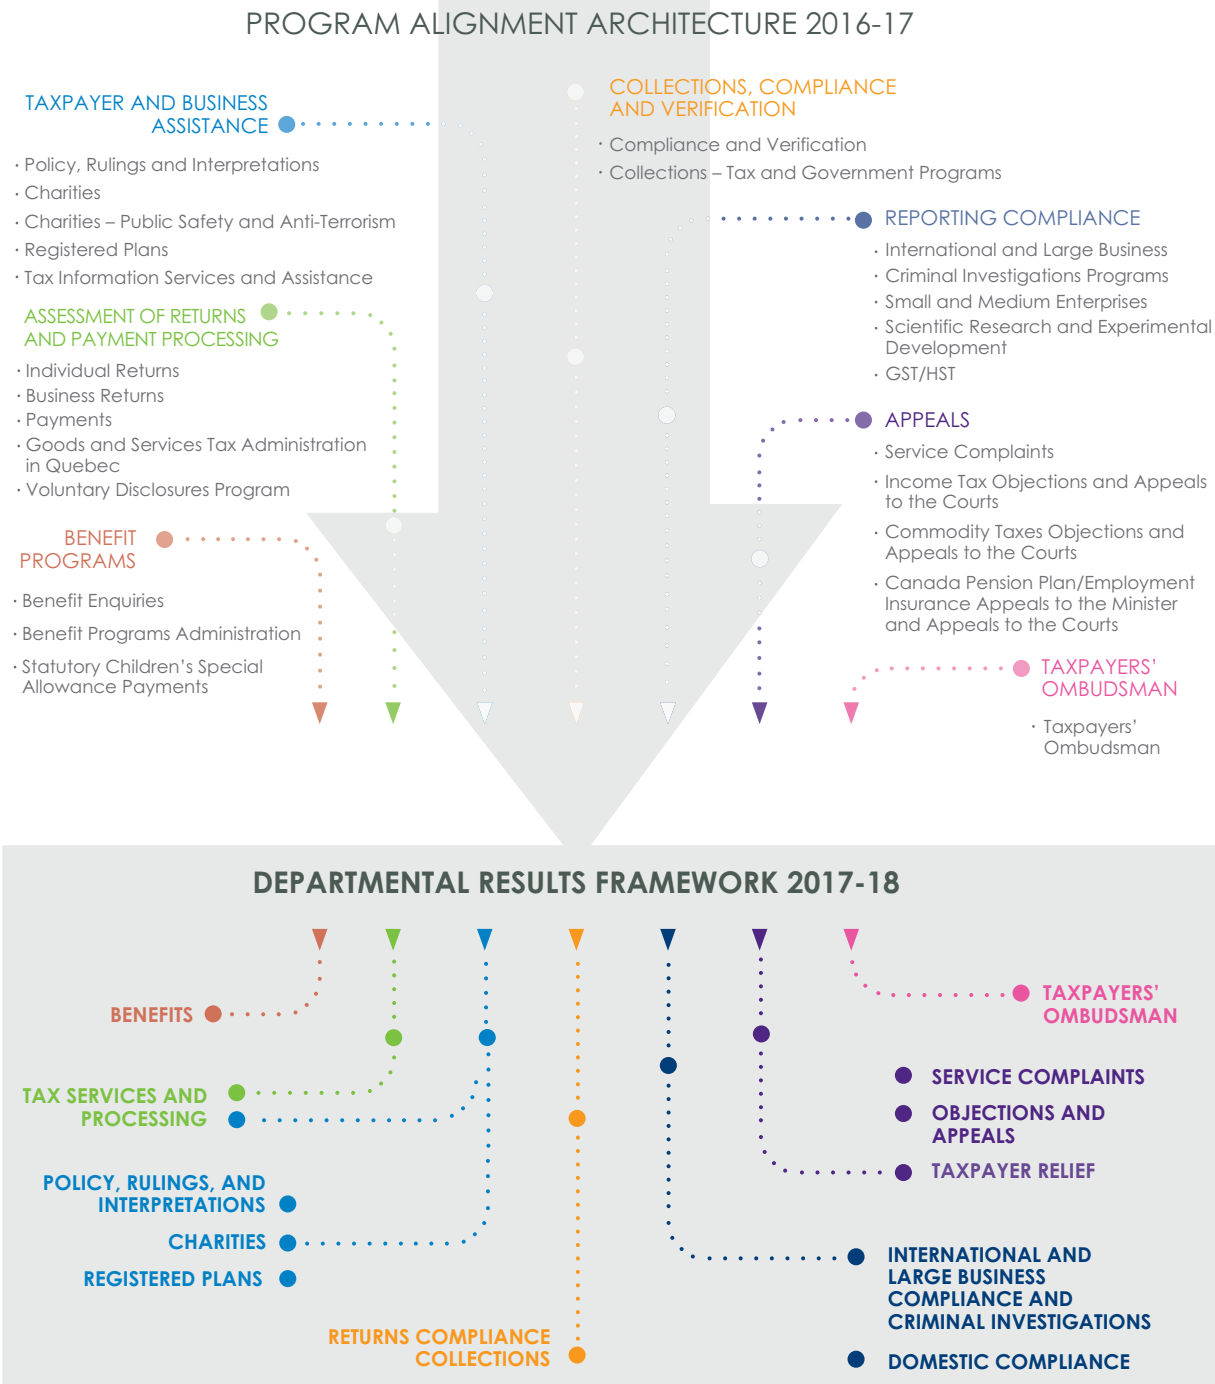 PROGRAM ALIGNMENT ARCHITECTURE 2016-17
TAXPAYER AND BUSINESS
ASSISTANCE
· Policy, Rulings and Interpretations
· Charities
· Charities – Public Safety and Anti-Terrorism
· Registered Plans
· Tax Information Services and Assistance
ASSESSMENT OF RETURNS
AND PAYMENT PROCESSING
· Individual Returns
· Business Returns
· Payments
· Goods and Services Tax Administration
in Quebec
· Voluntary Disclosures Program
BENEFIT
PROGRAMS
· Benefit Enquiries
· Benefit Programs Administration
· Statutory Children’s Special
Allowance Payments
COLLECTIONS, COMPLIANCE
AND VERIFICATION
· Compliance and Verification
· Collections – Tax and Government Programs
REPORTING COMPLIANCE
· International and Large Business
· Criminal Investigations Programs
· Small and Medium Enterprises
· Scientific Research and Experimental
Development
· GST/HST
APPEALS
· Service Complaints
· Income Tax Objections and Appeals
to the Courts
· Commodity Taxes Objections and
Appeals to the Courts
· Canada Pension Plan/Employment
Insurance Appeals to the Minister
and Appeals to the Courts
TAXPAYERS’
OMBUDSMAN
· Taxpayers’
Ombudsman
DEPARTMENTAL RESULTS FRAMEWORK 2017-18
BENEFITS
TAX SERVICES AND
PROCESSING
POLICY, RULINGS, AND
INTERPRETATIONS
CHARITIES
REGISTERED PLANS
RETURNS COMPLIANCE
COLLECTIONS
TAXPAYERS’
OMBUDSMAN
SERVICE COMPLAINTS
OBJECTIONS AND
APPEALS
TAXPAYER RELIEF
INTERNATIONAL AND
LARGE BUSINESS
COMPLIANCE AND
CRIMINAL INVESTIGATIONS
DOMESTIC COMPLIANCE